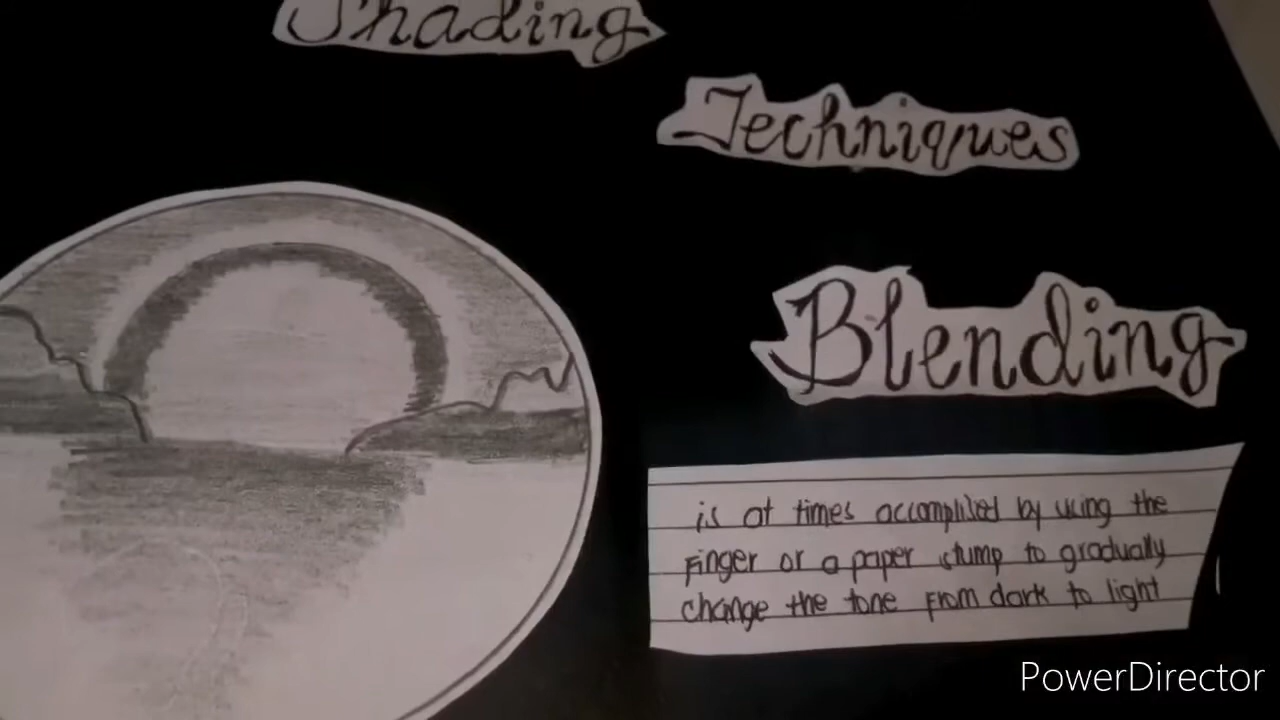 Shading
Techniques
Blending
is at times accomplised by using the
finger or a paper stump to gradually
change the tone from dark to light
PowerDirector